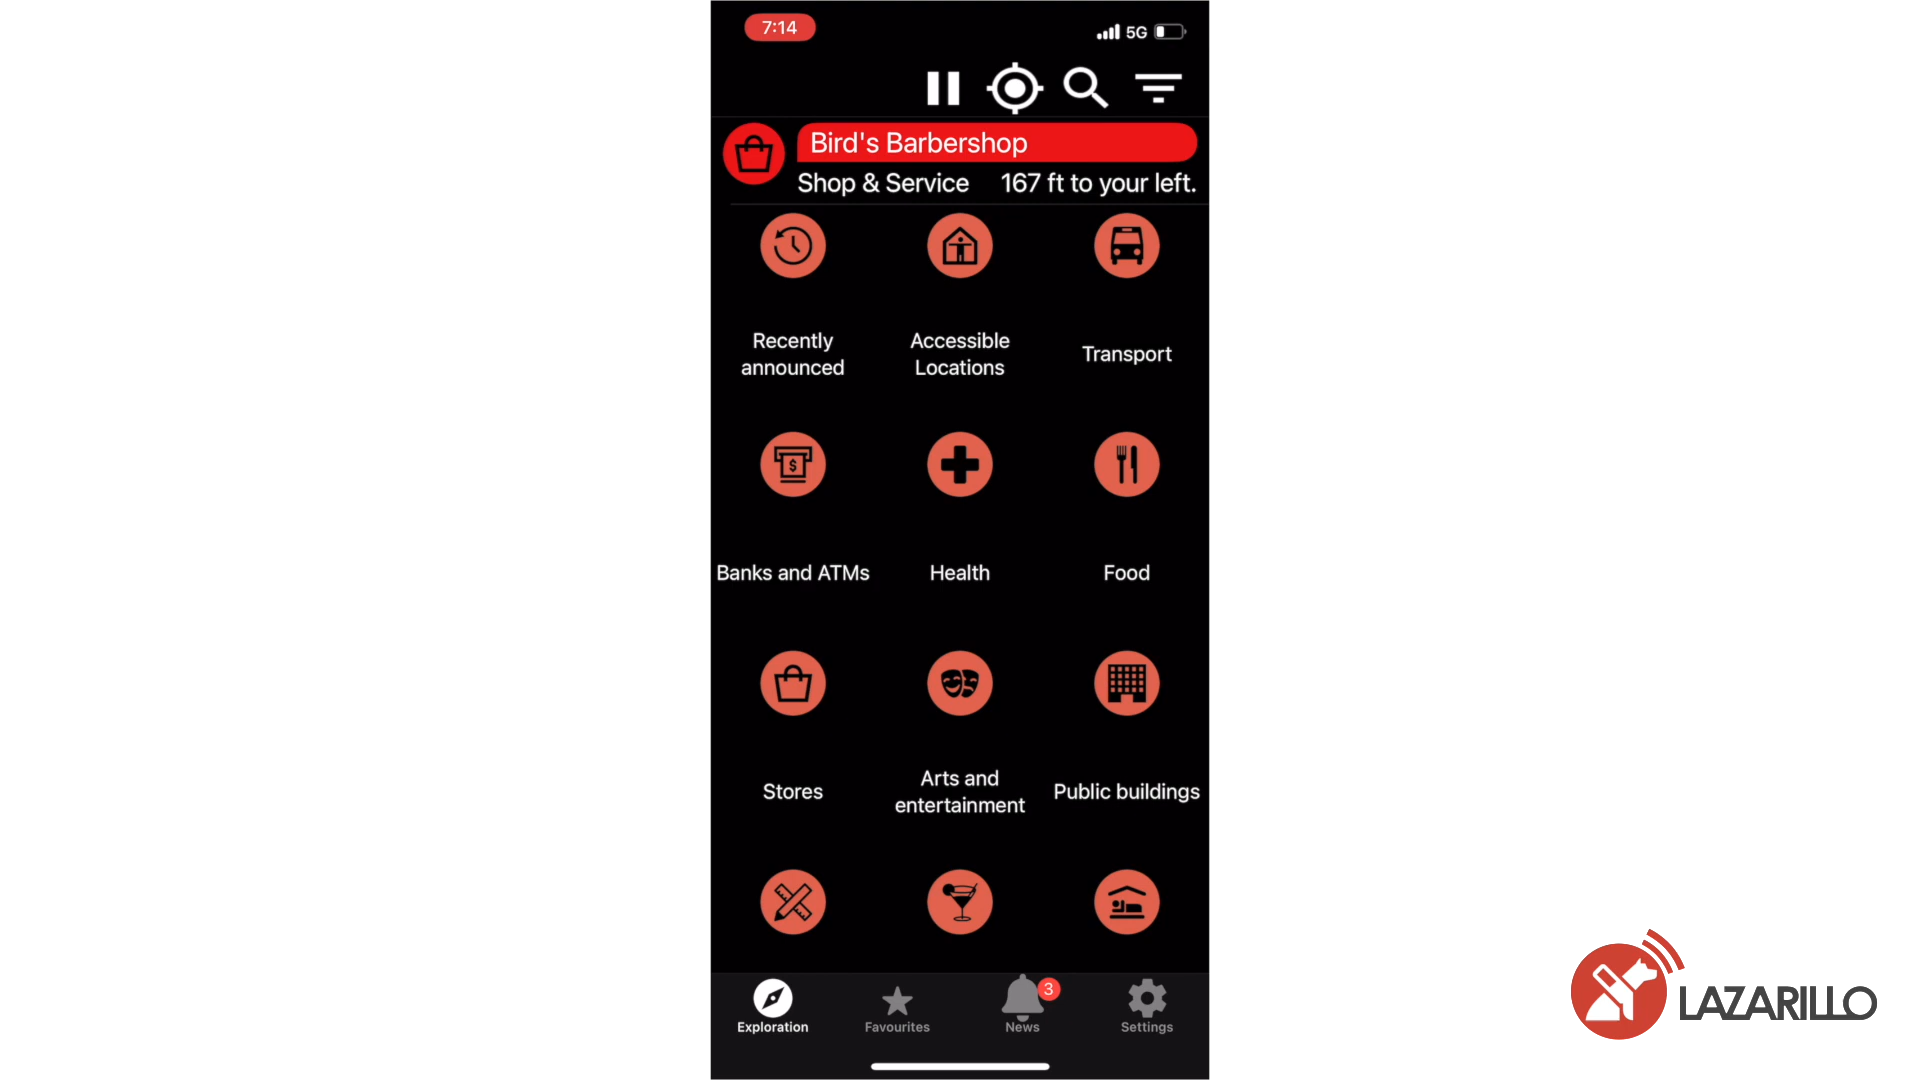 7:14
5G
Bird's Barbershop
Shop & Service 167 ft to your left.
Recently
announced
Accessible
Locations
Transport
Banks and ATMs
Health
Food
Stores
Arts and
entertainment
Public buildings
Exploration
Favourites
3
News
Settings
LAZARILLO